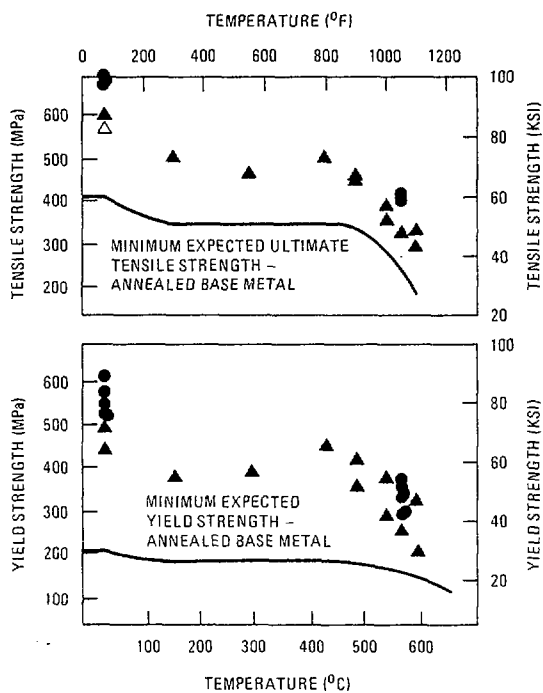 TEMPERATURE (ºF)
0 200 400 600 800 1000 1200
TENSILE STRENGTH (MPa)
600
500
400
300
200
100
80
60
40
20
TENSILE STRENGTH (KSI)
MINIMUM EXPECTED ULTIMATE
TENSILE STRENGTH –
ANNEALED BASE METAL
YIELD STRENGTH (MPa)
600
500
400
300
200
100
100
80
60
40
20
YIELD STRENGTH (KSI)
MINIMUM EXPECTED
YIELD STRENGTH –
ANNEALED BASE METAL
100 200 300 400 500 600
TEMPERATURE (ºC)